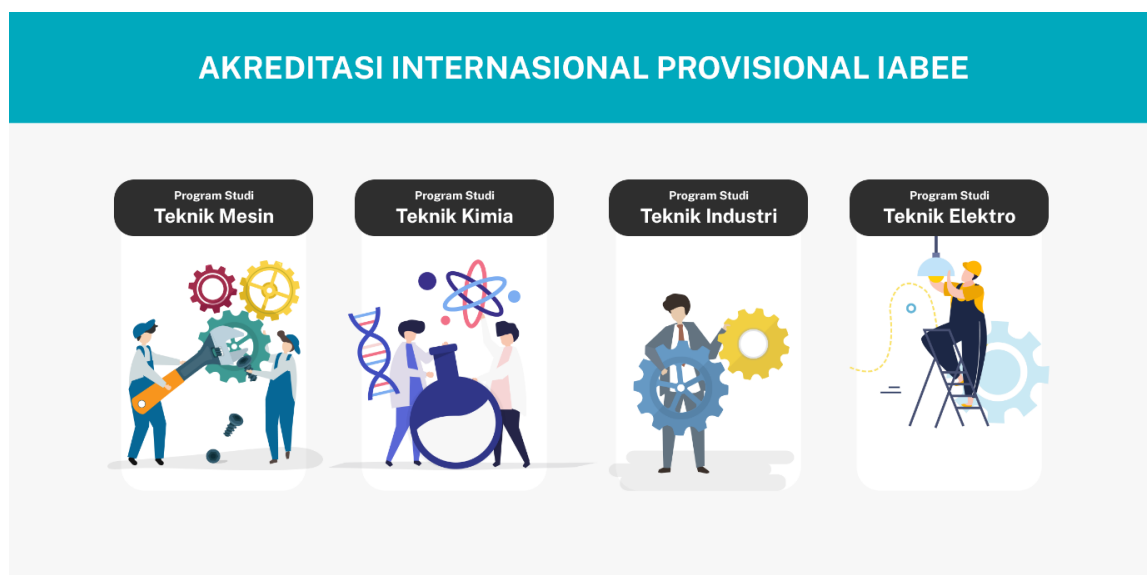 AKREDITASI INTERNASIONAL PROVISIONAL IABEE
Program Studi
Teknik Mesin
Program Studi
Teknik Kimia
Program Studi
Teknik Industri
Program Studi
Teknik Elektro